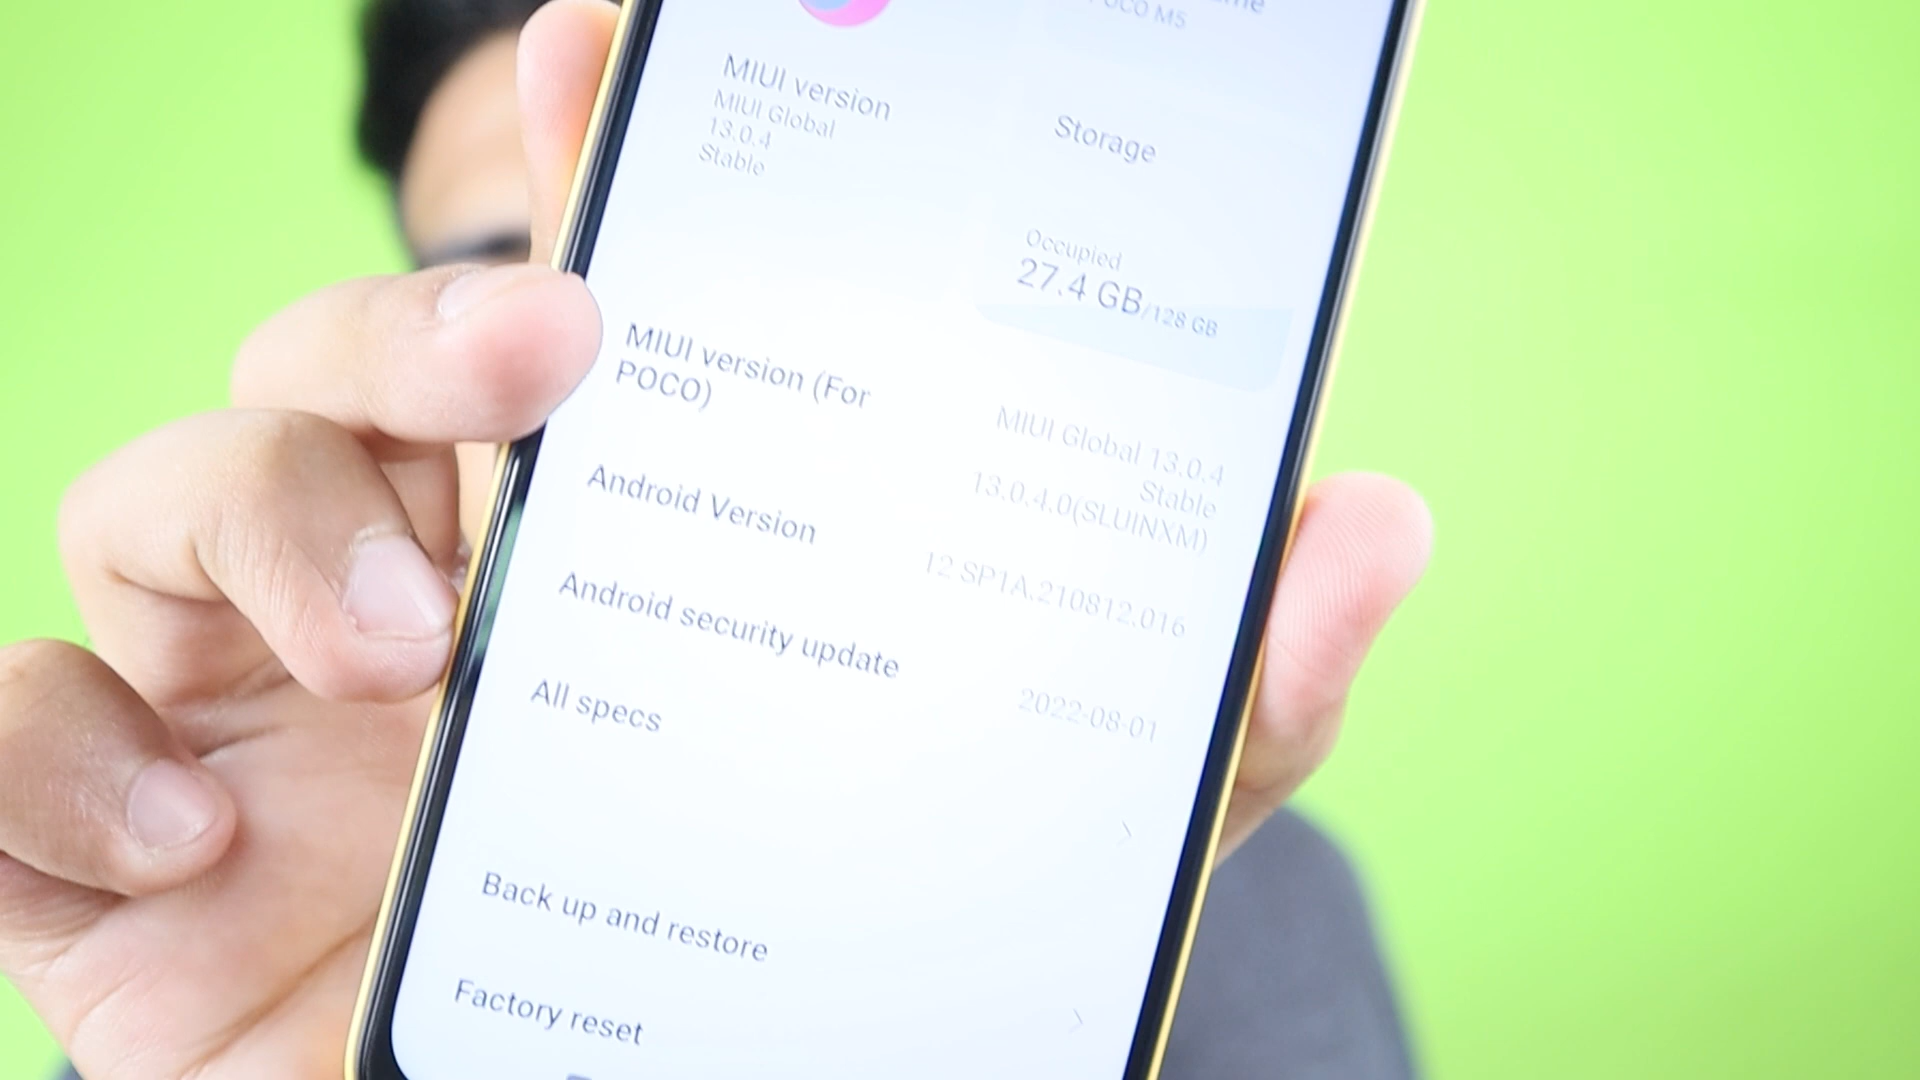 POCO M5
MIUI version
MIUI Global
13.0.4
Stable
Storage
Occupied
27.4 GB/128 GB
MIUI version (For
POCO)
MIUI Global 13.0.4
Stable
13.0.4.0(SLUINXM)
Android Version
12 SP1A.210812.016
Android security update
2022-08-01
All specs
Back up and restore
Factory reset